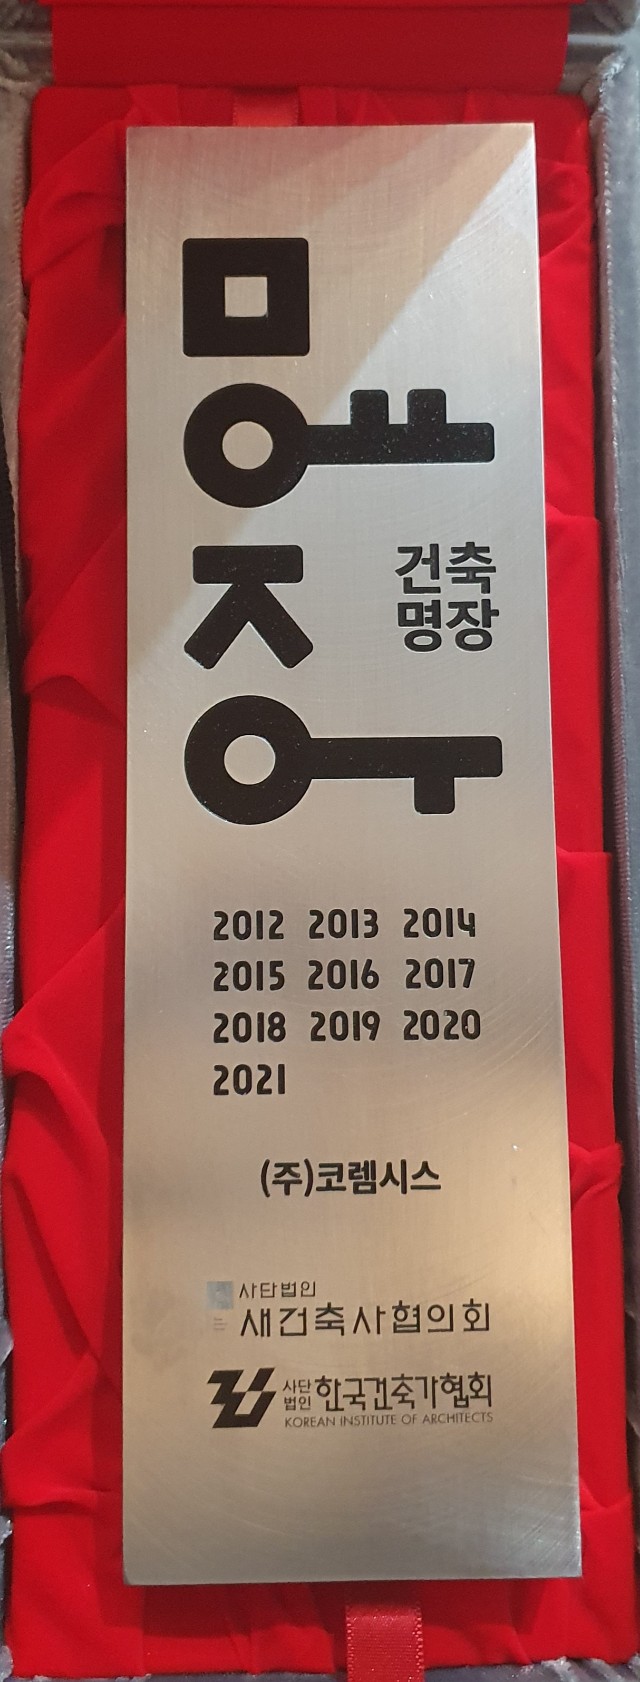 명장
건축
명장
2012 2013 2014
2015 2016 2017
2018 2019 2020
2021
(주)코렘시스
사단법인
새건축사협의회
사단
법인 한국건축가협회
KOREAN INSTITUTE OF ARCHITECTS